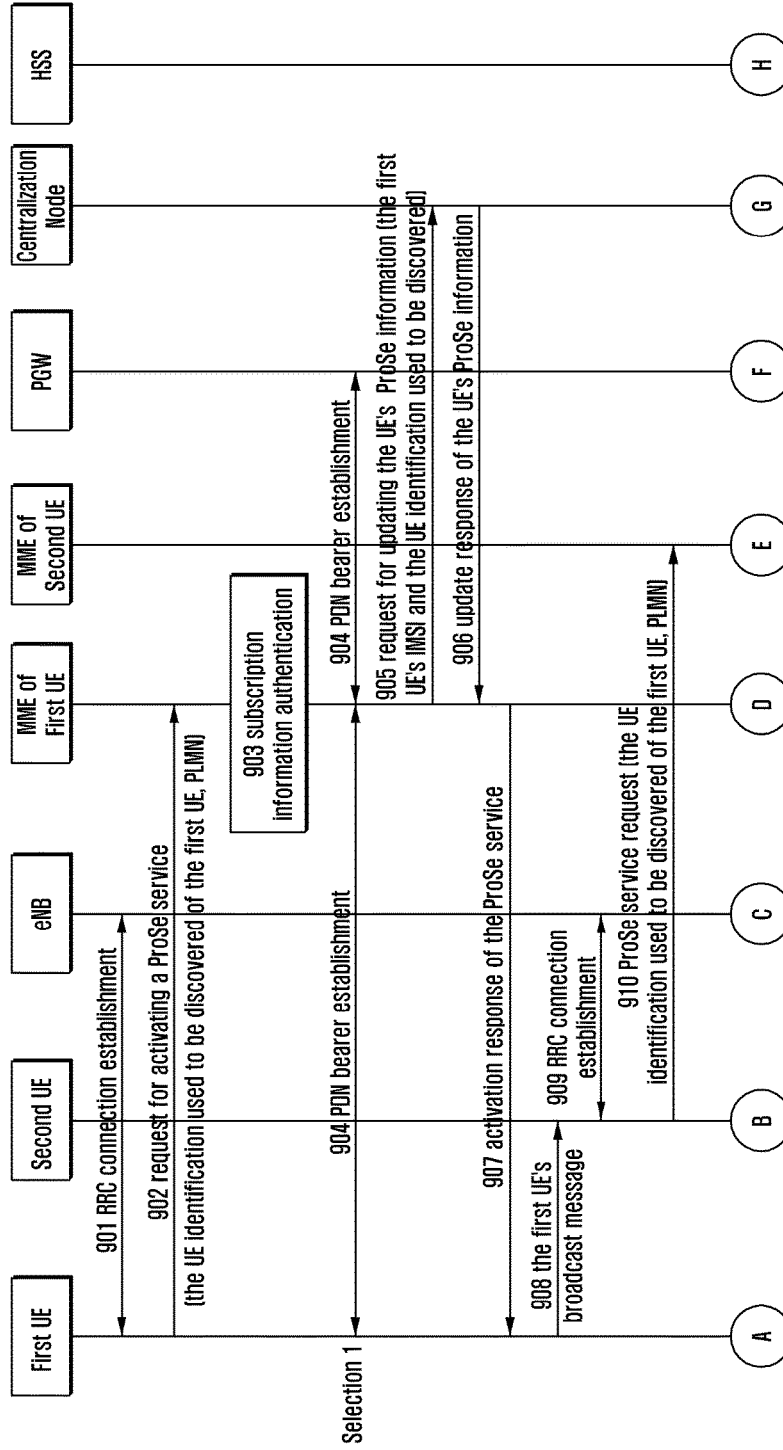 First UE
Second UE
eNB
MME of
First UE
MME of
Second UE
PGW
Centralization
Node
HSS
901 RRC connection establishment
902 request for activating a ProSe service
(the UE identification used to be discovered of the first UE, PLMN)
903 subscription
information authentication
Selection 1
904 PDN bearer establishment
904 PDN bearer establishment
905 request for updating the UE's ProSe information (the first
UE's IMSI and the UE identification used to be discovered)
906 update response of the UE's ProSe information
907 activation response of the ProSe service
908 the first UE's
broadcast message
909 RRC connection
establishment
910 ProSe service request (the UE
identification used to be discovered of the first UE, PLMN)
A
B
C
D
E
F
G
H